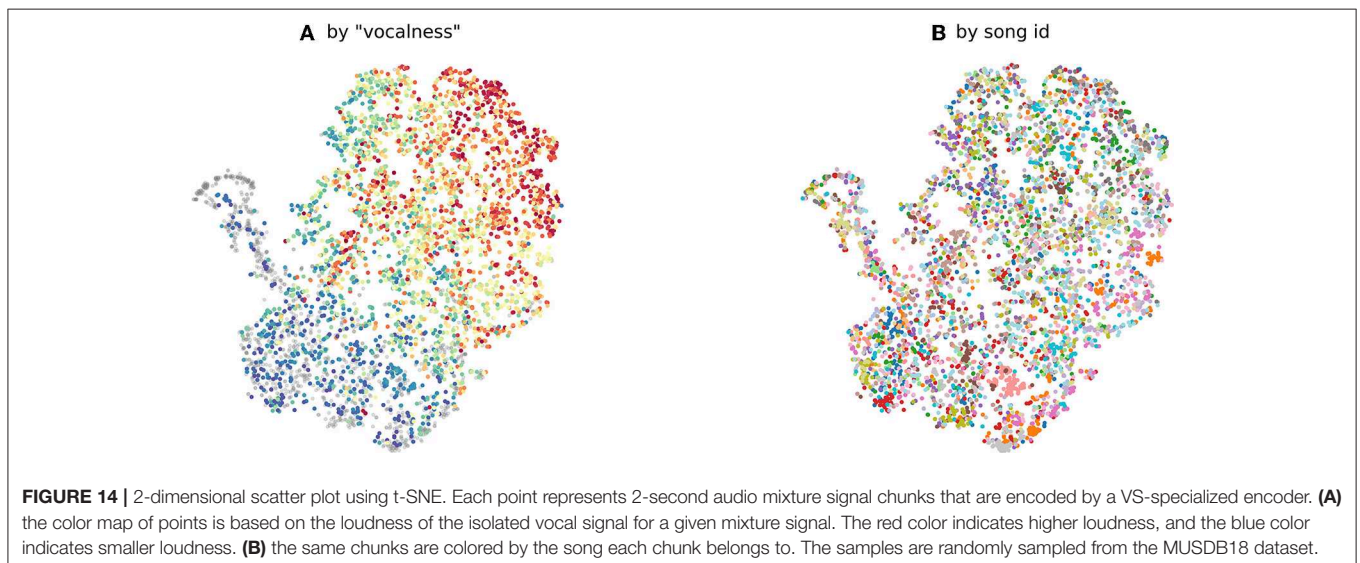 A by "vocalness"
B by song id
FIGURE 14 | 2-dimensional scatter plot using t-SNE. Each point represents 2-second audio mixture signal chunks that are encoded by a VS-specialized encoder. (A)
the color map of points is based on the loudness of the isolated vocal signal for a given mixture signal. The red color indicates higher loudness, and the blue color
indicates smaller loudness. (B) the same chunks are colored by the song each chunk belongs to. The samples are randomly sampled from the MUSDB18 dataset.